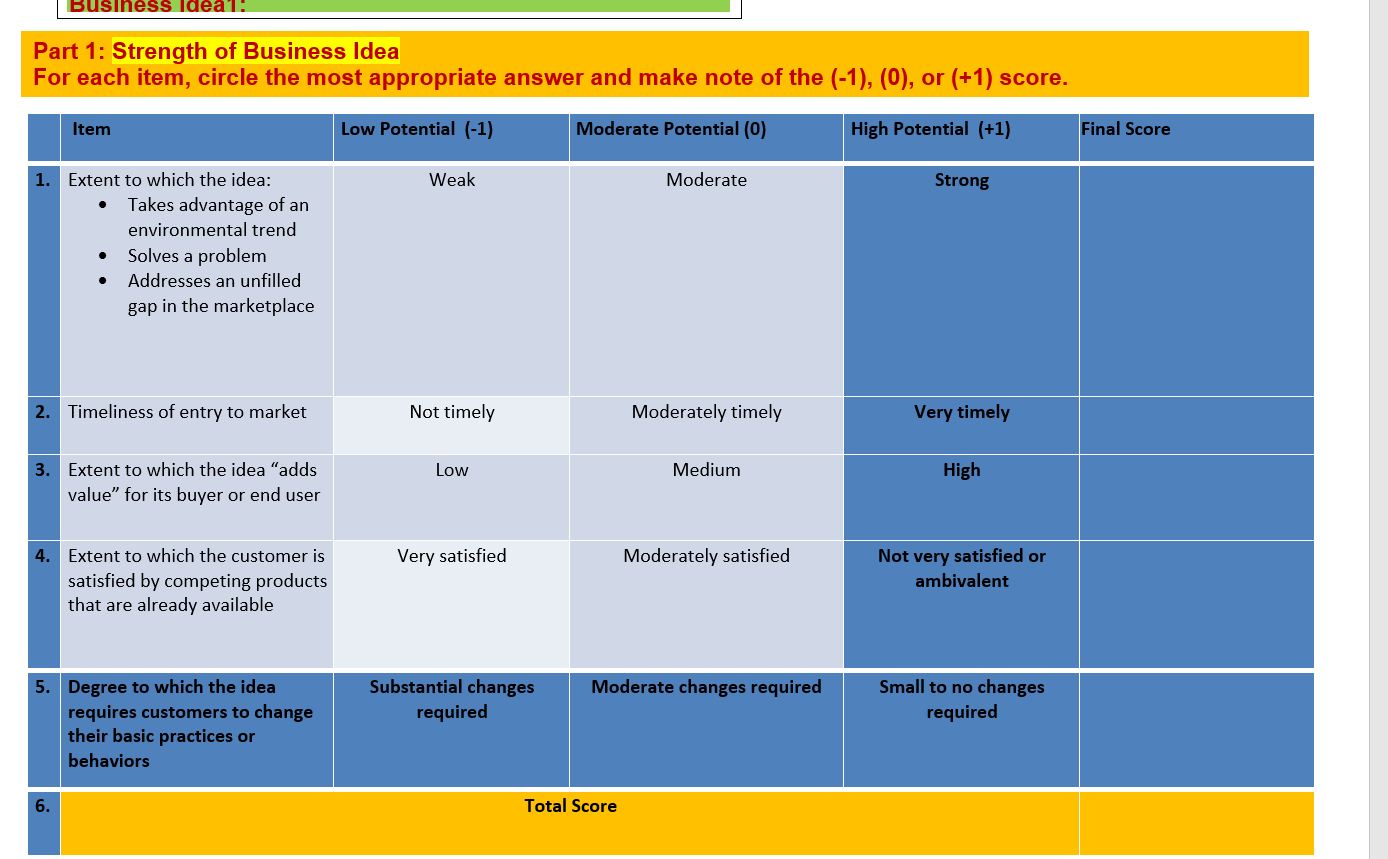 Business Idea1:
Part 1: Strength of Business Idea
For each item, circle the most appropriate answer and make note of the (-1), (0), or (+1) score.
Item Low Potential (-1) Moderate Potential (0) High Potential (+1) Final Score
1. Extent to which the idea: Weak Moderate Strong
• Takes advantage of an
environmental trend
• Solves a problem
• Addresses an unfilled
gap in the marketplace
2. Timeliness of entry to market Not timely Moderately timely Very timely
3. Extent to which the idea “adds Low Medium High
value” for its buyer or end user
4. Extent to which the customer is Very satisfied Moderately satisfied Not very satisfied or
satisfied by competing products ambivalent
that are already available
5. Degree to which the idea Substantial changes Moderate changes required Small to no changes
requires customers to change required required
their basic practices or
behaviors
6. Total Score